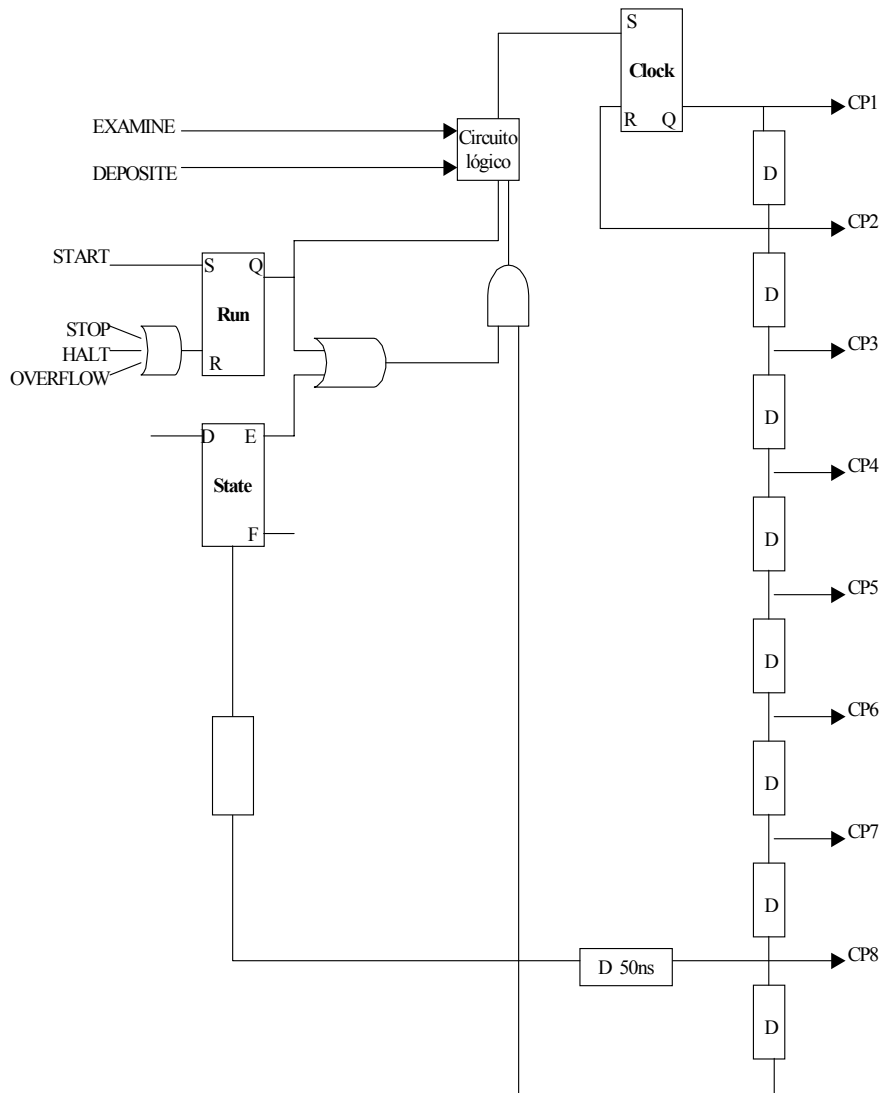 S
Clock
R
Q
CP1
D
CP2
D
CP3
D
CP4
D
CP5
D
CP6
D
CP7
D
CP8
D
EXAMINE
DEPOSITE
Circuito
lógico
START
S
Q
Run
R
STOP
HALT
OVERFLOW
D
E
State
F
D 50ns